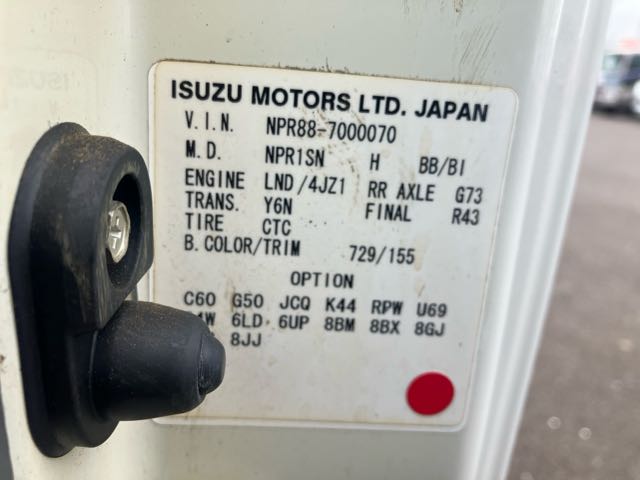 ISUZU MOTORS LTD. JAPAN
V.I.N. NPR88-7000070
M.D. NPR1SN H BB/BI
ENGINE LND/4JZ1 RR AXLE G73
TRANS. Y6N FINAL R43
TIRE CTC
B.COLOR/TRIM 729/155
OPTION
C60 G50 JCQ K44 RPW U69
6LD 6UP 8BM 8BX 8GJ
8JJ